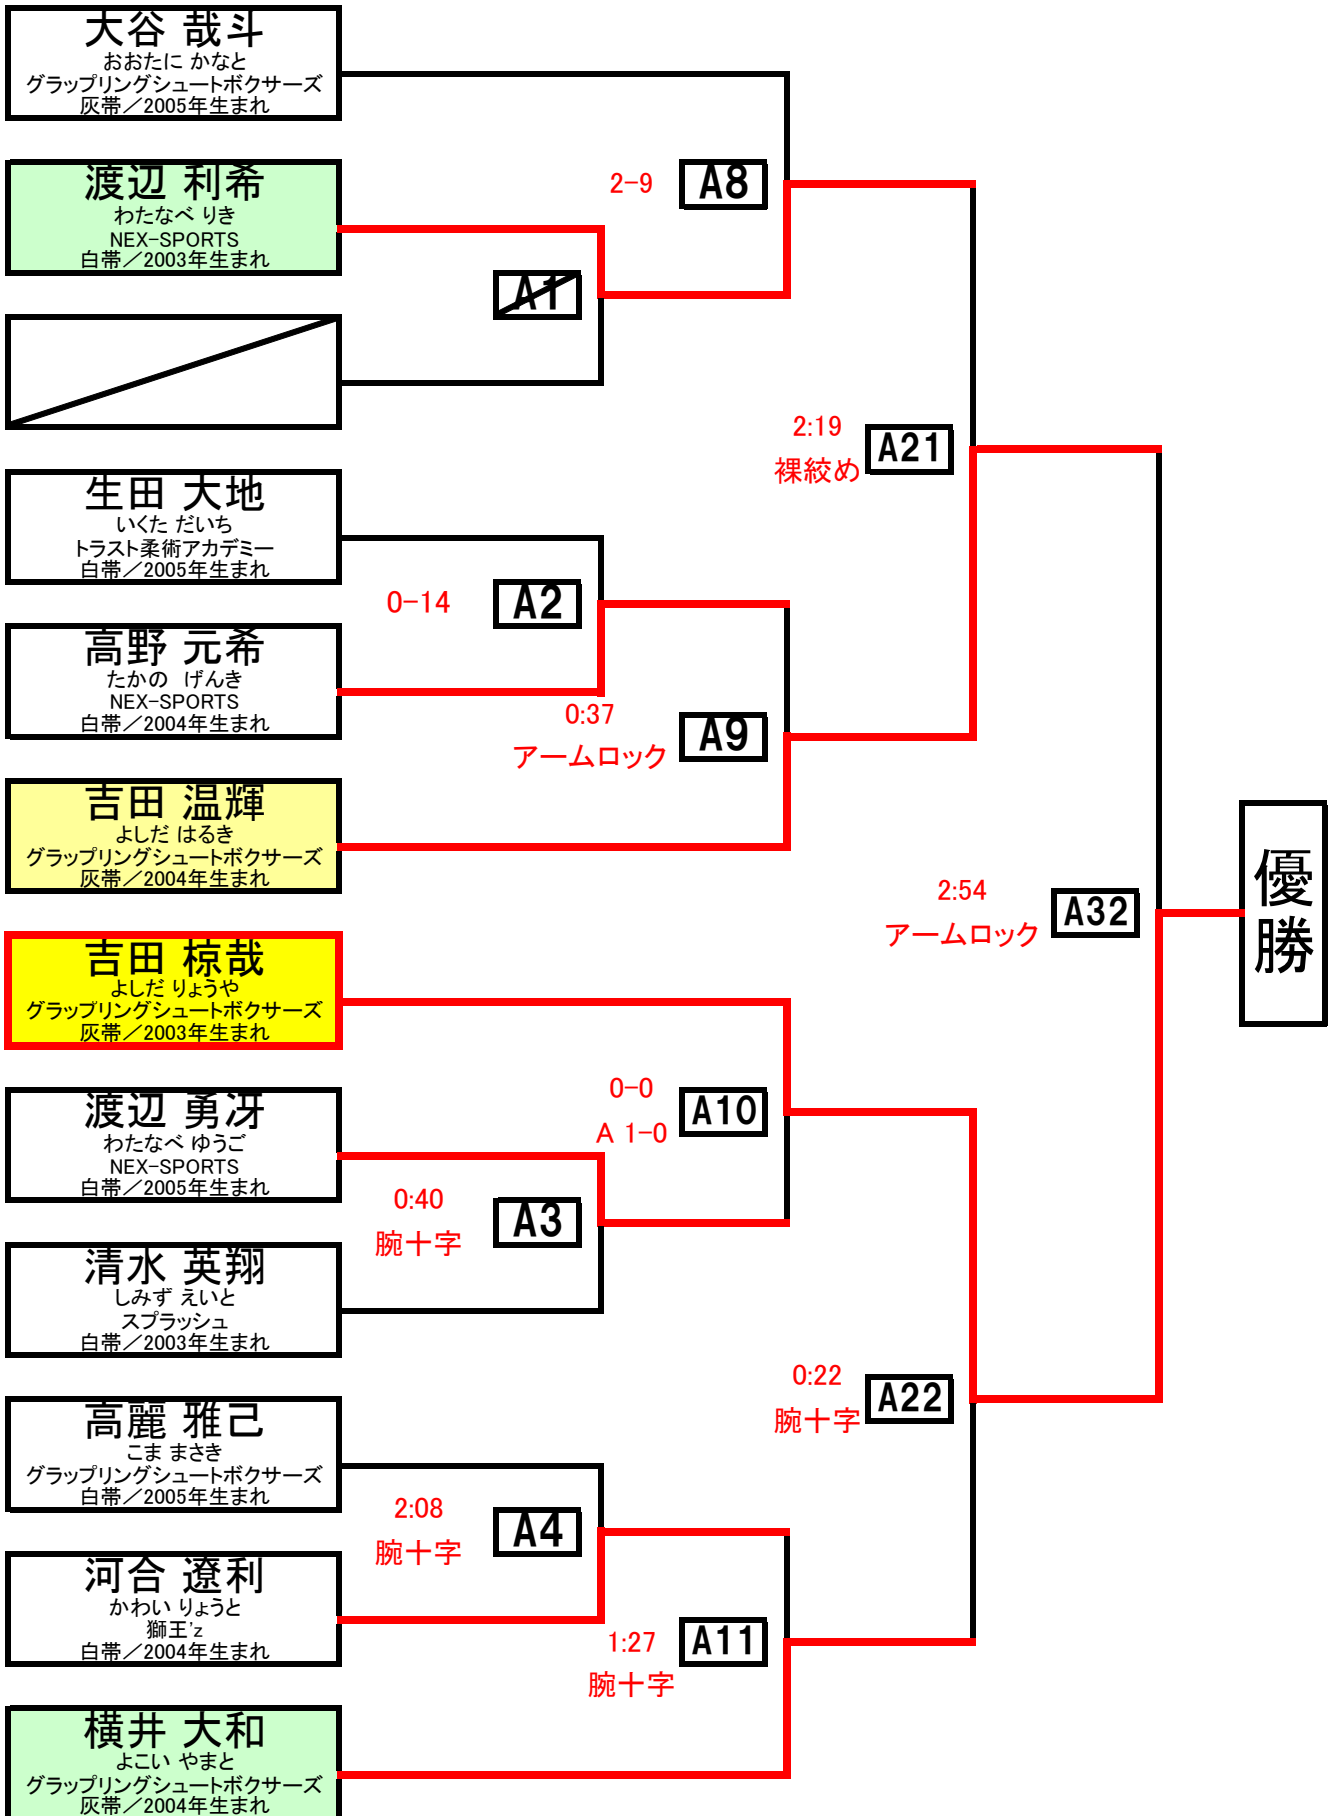 大谷 哉斗
おおたに かなと
グラップリングシュートボクサーズ
灰帯／2005年生まれ
渡辺 利希
わたなべ りき
NEX-SPORTS
白帯／2003年生まれ
2-9
A8
A1
生田 大地
いくた だいち
トラスト柔術アカデミー
白帯／2005年生まれ
2:19
裸絞め
A21
0-14
A2
高野 元希
たかの げんき
NEX-SPORTS
白帯／2004年生まれ
0:37
アームロック
A9
吉田 温輝
よしだ はるき
グラップリングシュートボクサーズ
灰帯／2004年生まれ
2:54
アームロック
A32
優勝
吉田 椋哉
よしだ りょうや
グラップリングシュートボクサーズ
灰帯／2003年生まれ
渡辺 勇冴
わたなべ ゆうご
NEX-SPORTS
白帯／2005年生まれ
0-0
A 1-0
A10
0:40
腕十字
A3
清水 英翔
しみず えいと
スプラッシュ
白帯／2003年生まれ
0:22
腕十字
A22
高麗 雅己
こま まさき
グラップリングシュートボクサーズ
白帯／2005年生まれ
2:08
腕十字
A4
河合 遼利
かわい りょうと
獅王'z
白帯／2004年生まれ
1:27
腕十字
A11
横井 大和
よこい やまと
グラップリングシュートボクサーズ
灰帯／2004年生まれ